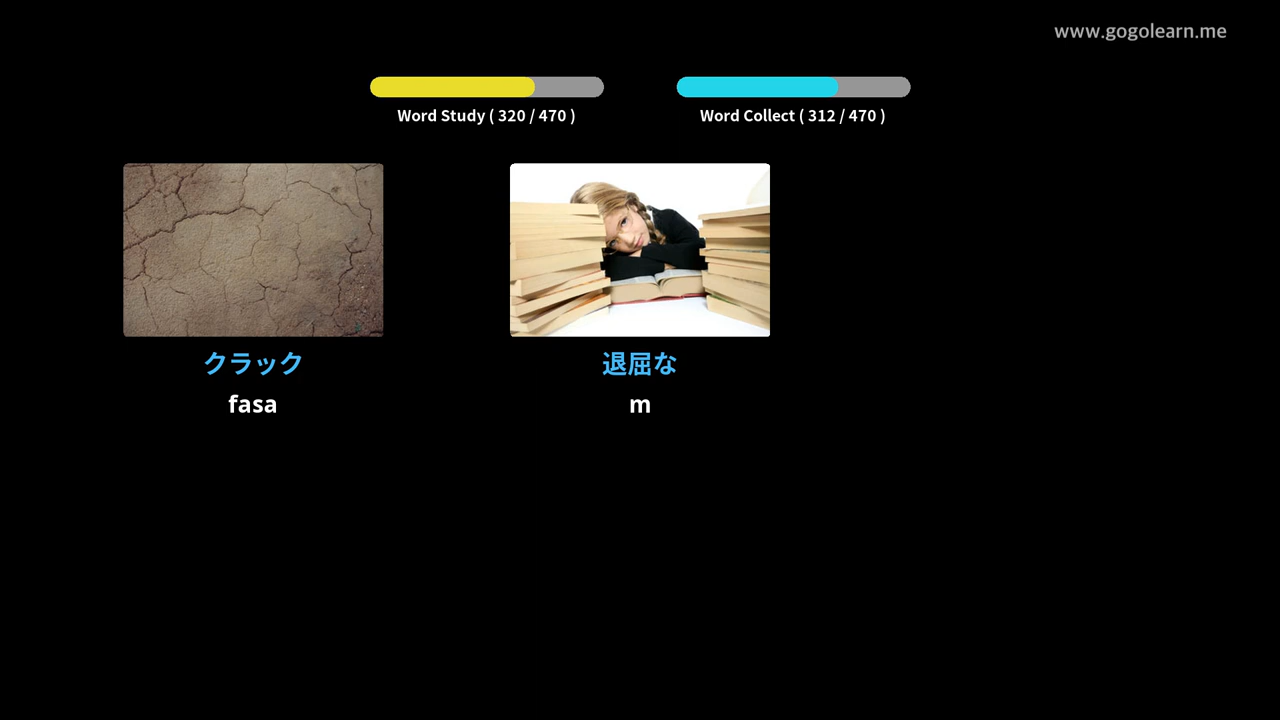 www.gogolearn.me
Word Study ( 320 / 470 )
Word Collect ( 312 / 470 )
クラック
fasa
退屈な
m